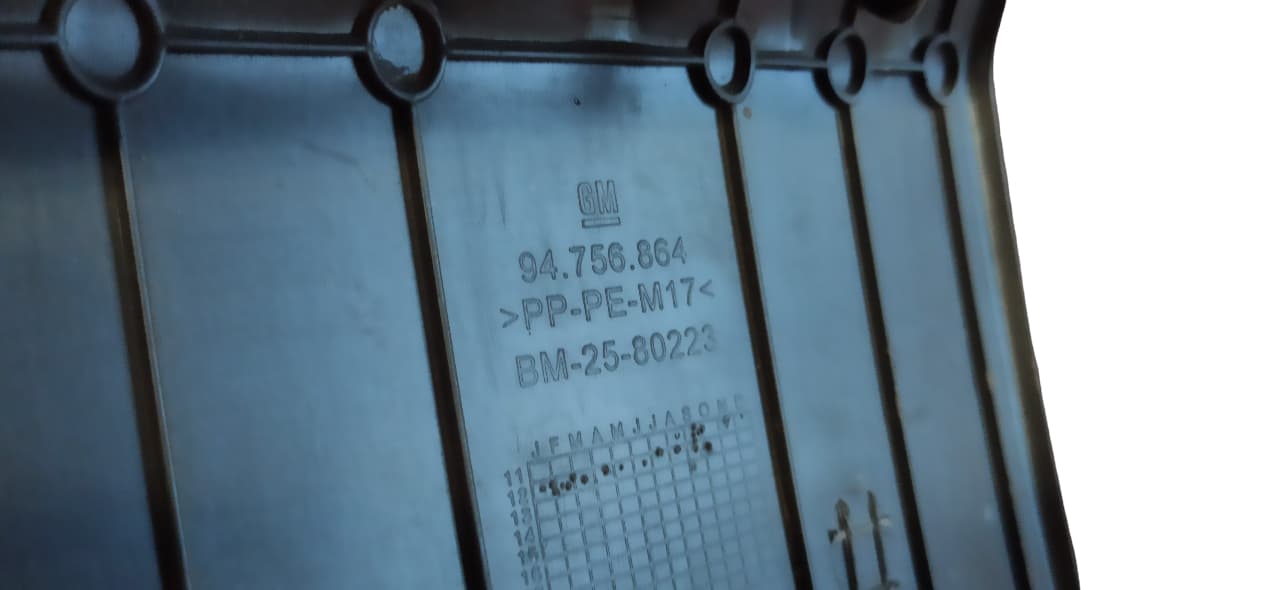 GM
94.756.864
>PP-PE-M17<
BM-25-80223
J F M A M J J A S O N D
11
12
13
14
15